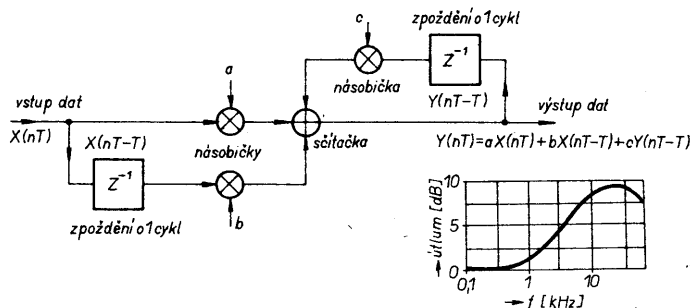 c
zpoždění o 1 cykl
Z⁻¹
násobička
Y(nT−T)
a
vstup dat
X(nT)
X(nT−T)
násobičky
sčítačka
výstup dat
Y(nT)=aX(nT)+bX(nT−T)+cY(nT−T)
Z⁻¹
zpoždění o 1 cykl
b
útlum [dB]
10
5
0
0,1 1 10
f [kHz]